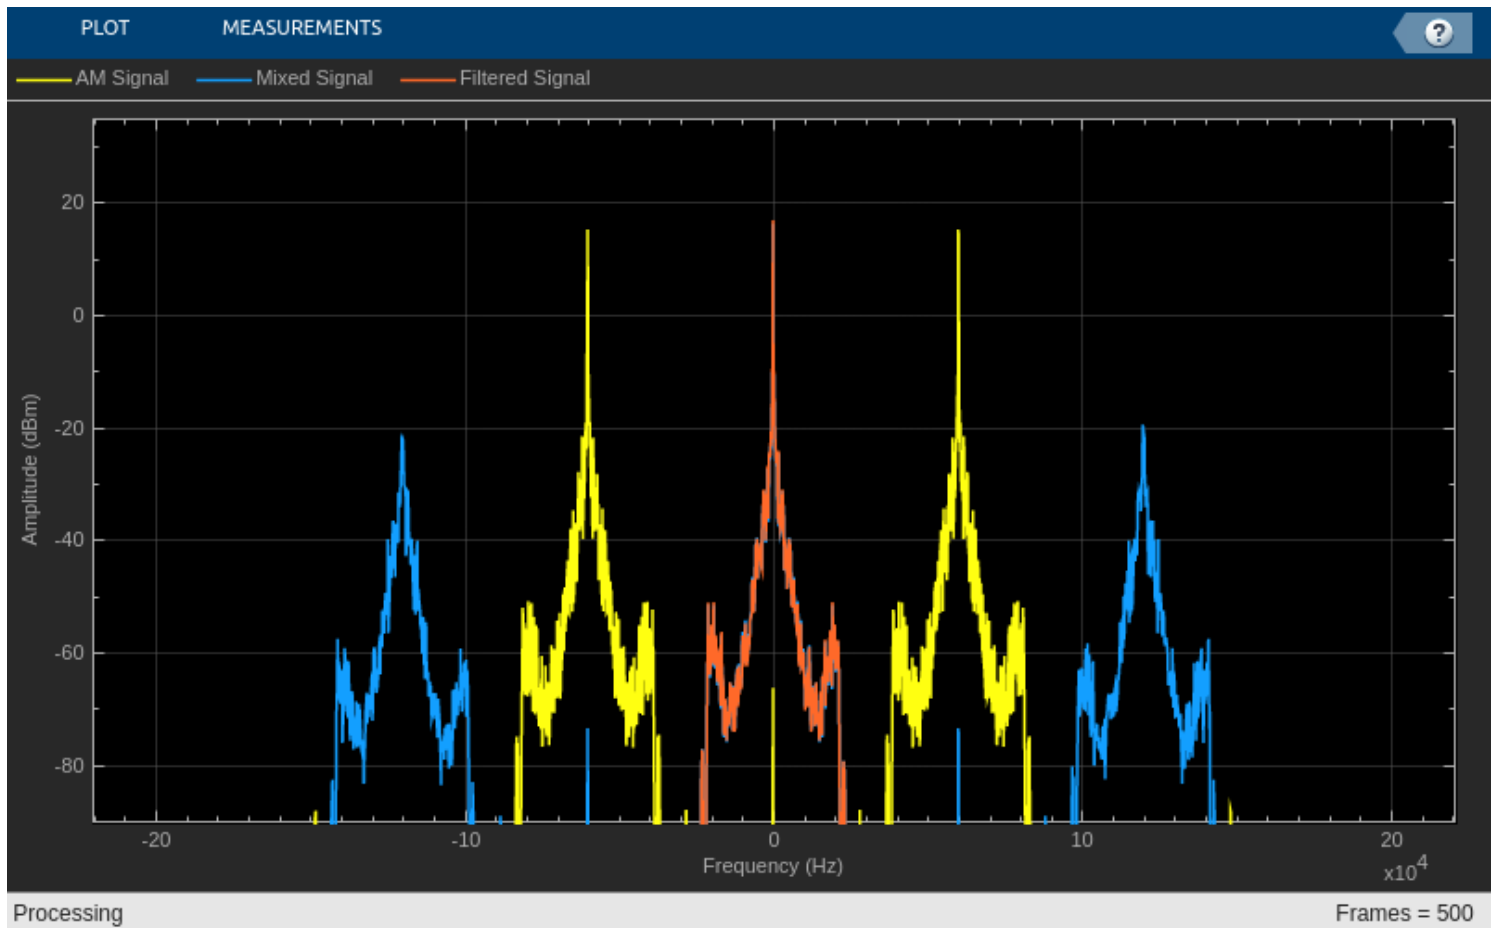 PLOT MEASUREMENTS ?
AM Signal Mixed Signal Filtered Signal
20
0
-20
-40
-60
-80
Amplitude (dBm)
-20 -10 0 10 20
Frequency (Hz)
x10^4
Processing Frames = 500